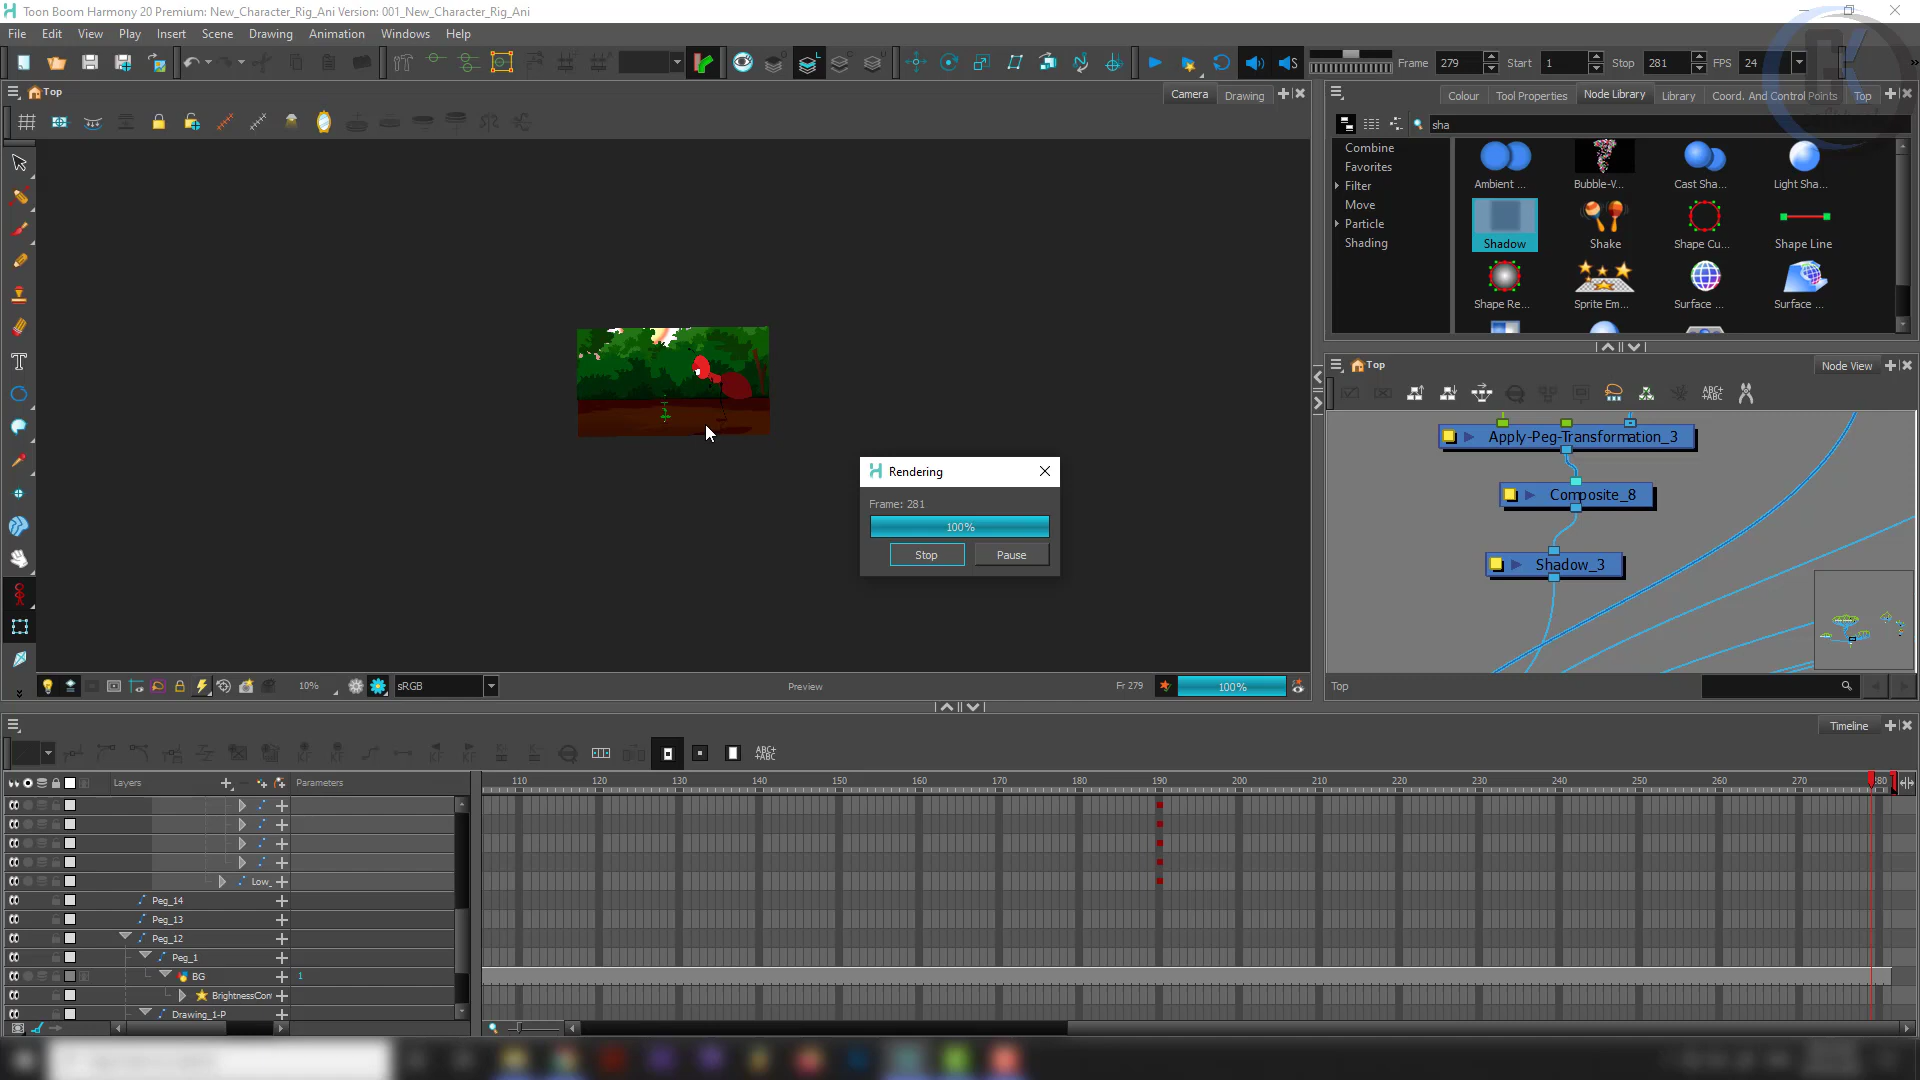 Toon Boom Harmony 20 Premium: New_Character_Rig_Ani Version: 001_New_Character_Rig_Ani
File Edit View Play Insert Scene Drawing Animation Windows Help
Frame 279 Start 1 Stop 281 FPS 24
Top
Camera Drawing
Colour Tool Properties Node Library Library Coord. And Control Points Top
sha
Combine
Favorites
Filter
Move
Particle
Shading
Ambient ... Bubble-V... Cast Sha... Light Sha...
Shadow Shake Shape Cu... Shape Line
Shape Re... Sprite Em... Surface ... Surface ...
Top
Node View
ABC+
Apply-Peg-Transformation_3
Composite_8
Shadow_3
Top
Rendering
Frame: 281
100%
Stop Pause
10% sRGB Preview Fr 279 100%
Timeline
ABC+
+ABC
Layers Parameters
110 120 130 140 150 160 170 180 190 200 210 220 230 240 250 260 270 280
Low_
Peg_14
Peg_13
Peg_12
Peg_1
BG 1
BrightnessCon
Drawing_1-P